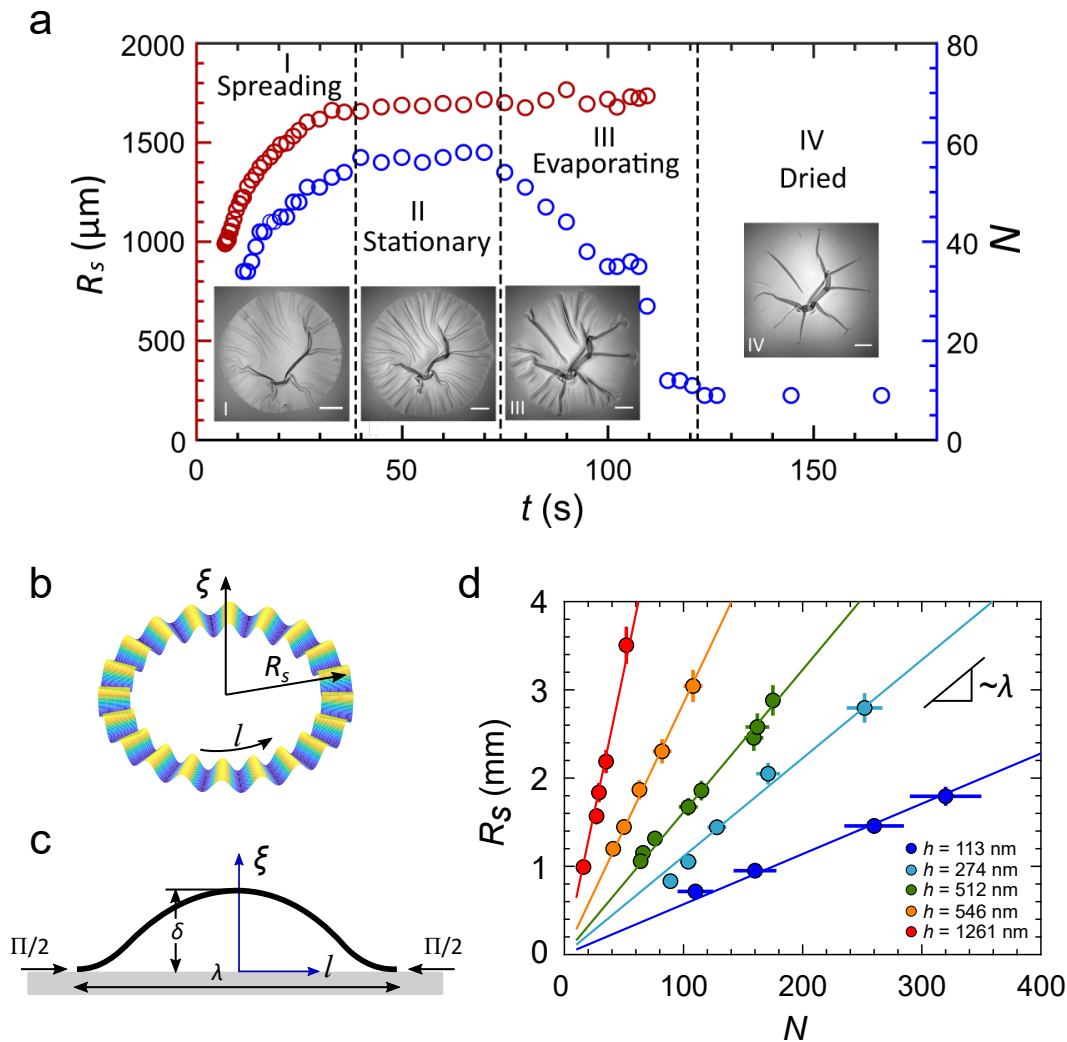 a
2000
1500
1000
500
0
R_s (μm)
80
60
40
20
0
N
I
Spreading
II
Stationary
III
Evaporating
IV
Dried
I
II
III
IV
0
50
100
150
t (s)
b
ξ
R_s
l
c
ξ
δ
Π/2
Π/2
λ
l
d
4
3
2
1
0
R_s (mm)
~λ
h = 113 nm
h = 274 nm
h = 512 nm
h = 546 nm
h = 1261 nm
0
100
200
300
400
N